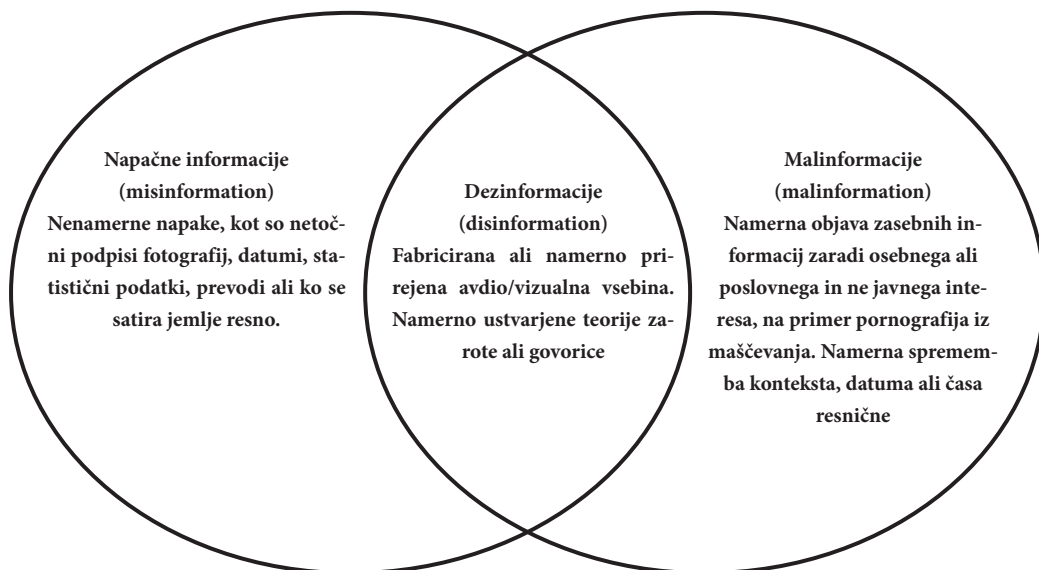 Napačne informacije
(misinformation)
Nenamerne napake, kot so netoč-
ni podpisi fotografij, datumi, sta-
tistični podatki, prevodi ali ko se
satira jemlje resno.
Dezinformacije
(disinformation)
Fabricirana ali namerno pri-
rejena avdio/vizualna vsebina.
Namerno ustvarjene teorije za-
rote ali govorice
Malinformacije
(malinformation)
Namerna objava zasebnih in-
formacij zaradi osebnega ali
poslovnega in ne javnega inte-
resa, na primer pornografija iz
maščevanja. Namerna spremem-
ba konteksta, datuma ali časa
resnične